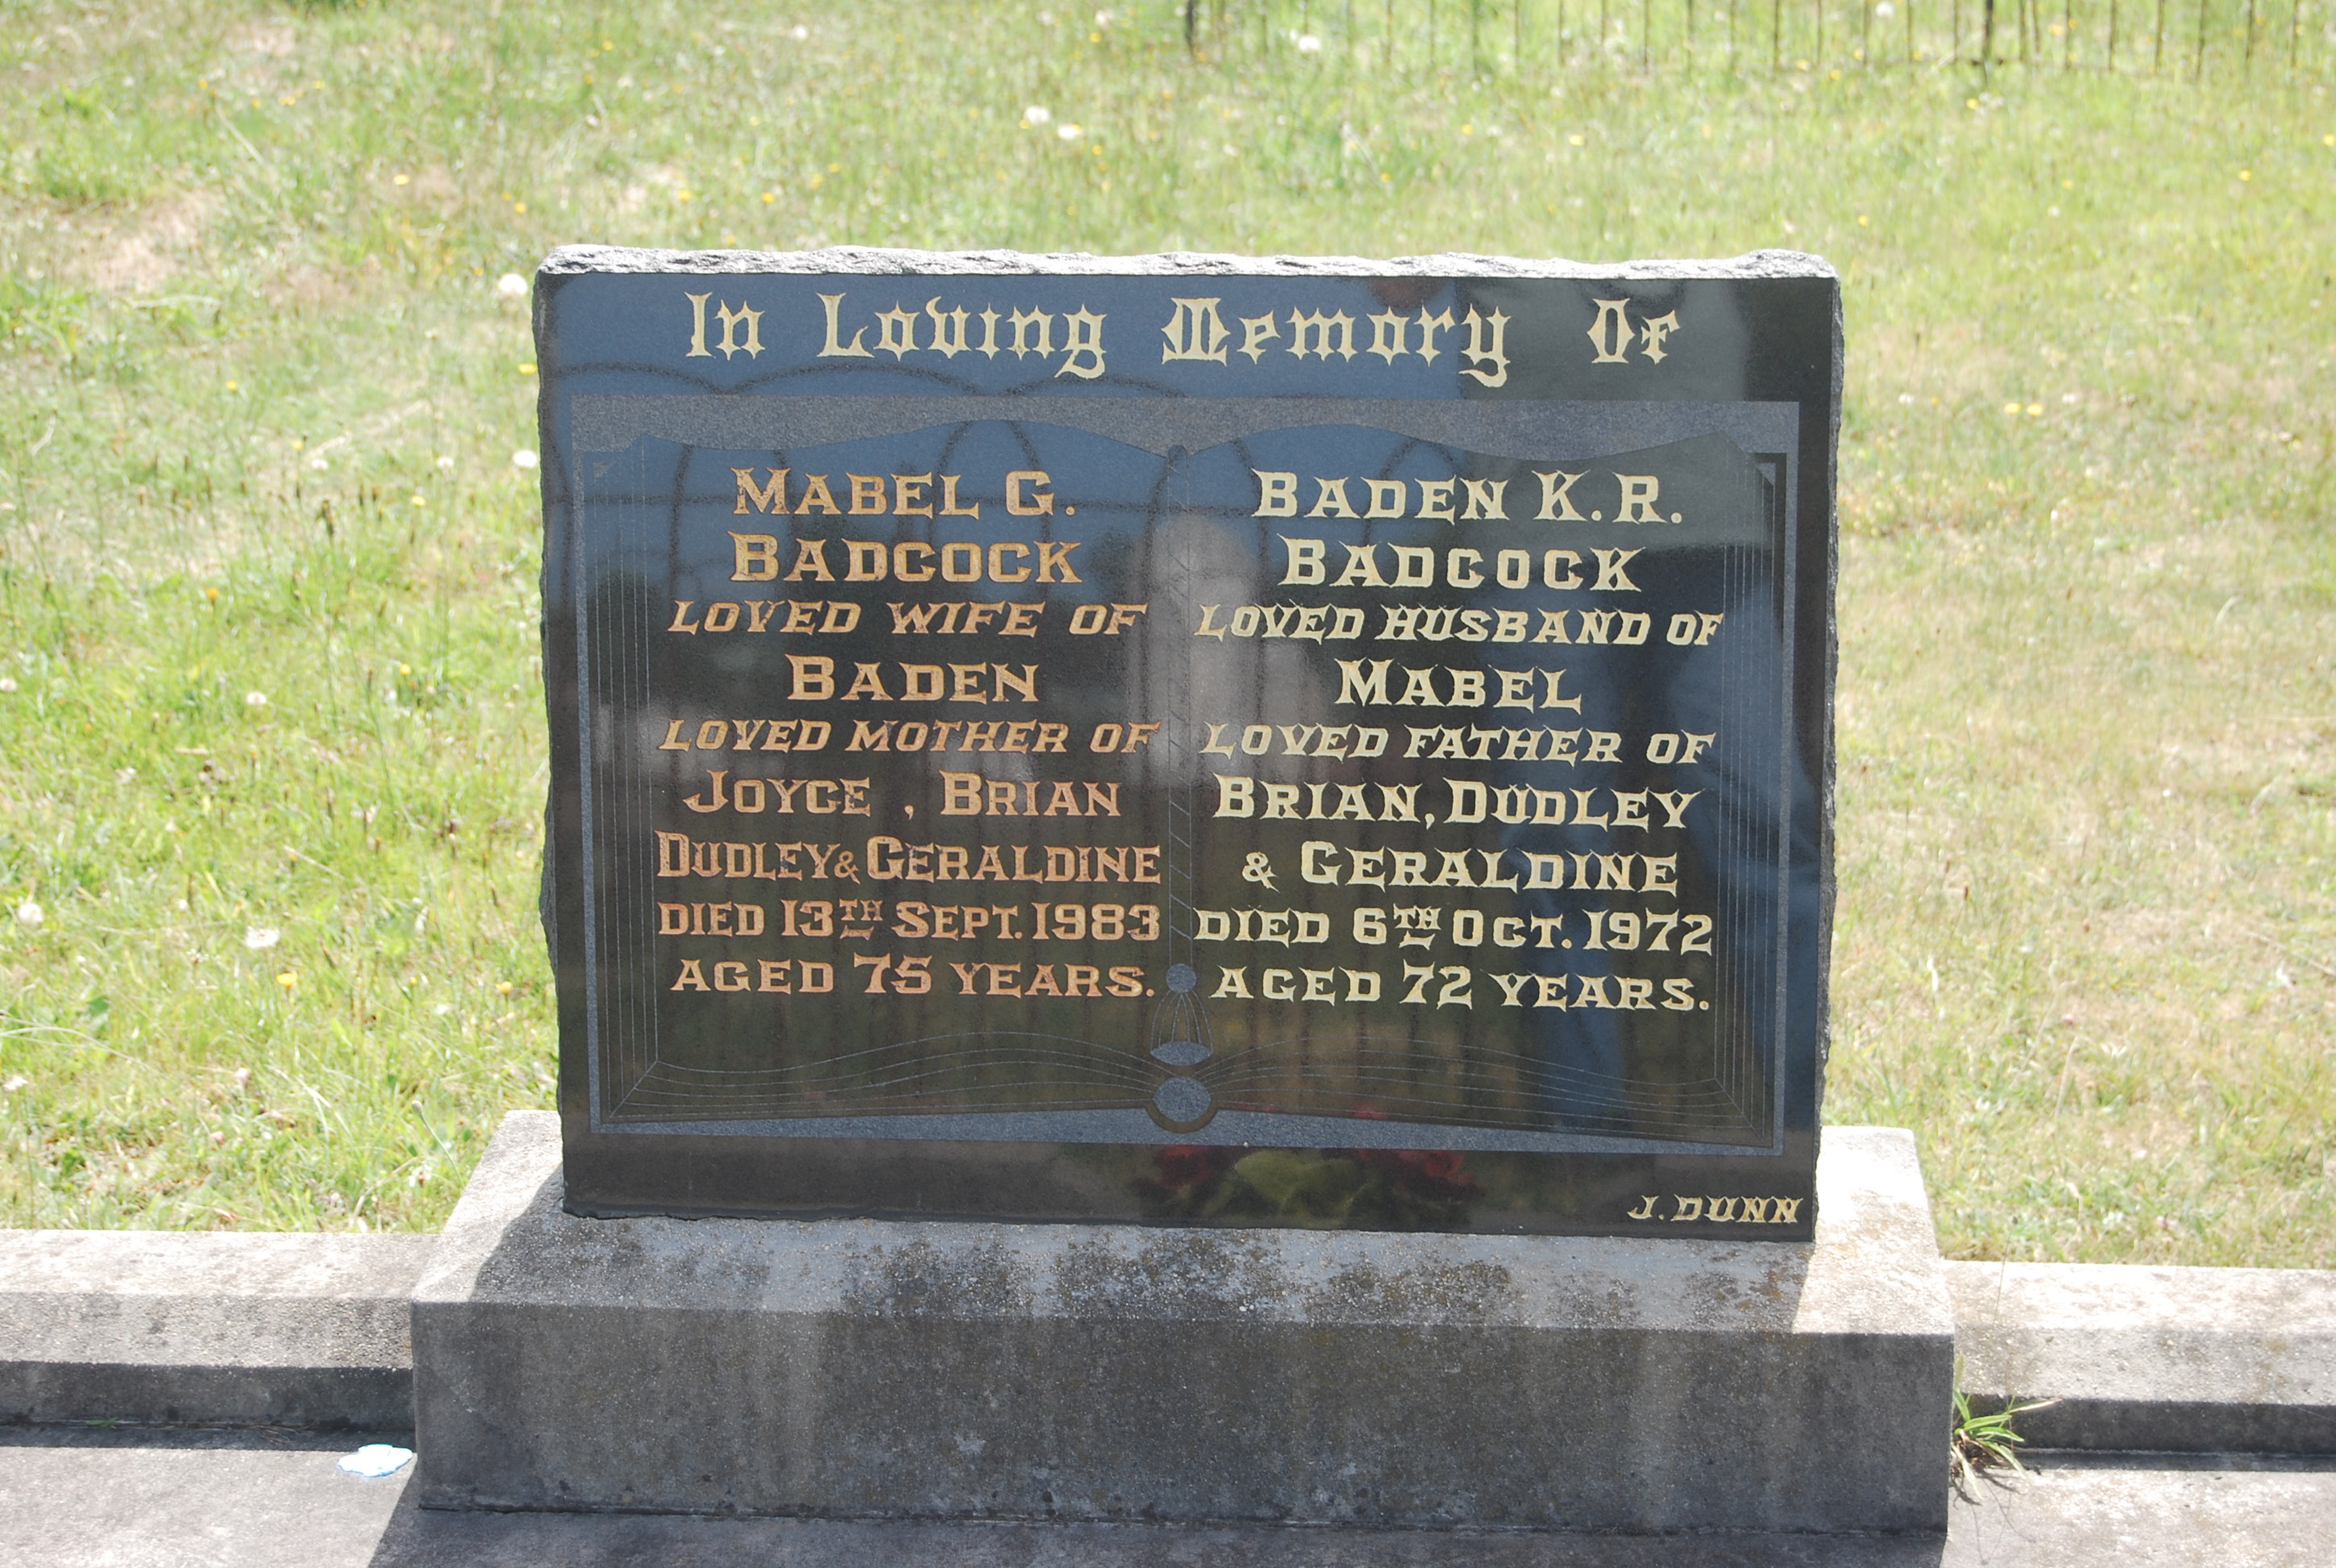 In Loving Memory Of
MABEL G.
BADCOCK
LOVED WIFE OF
BADEN
LOVED MOTHER OF
JOYCE , BRIAN
DUDLEY & GERALDINE
DIED 13TH SEPT. 1983
AGED 75 YEARS.
BADEN K.R.
BADCOCK
LOVED HUSBAND OF
MABEL
LOVED FATHER OF
BRIAN, DUDLEY
& GERALDINE
DIED 6TH OCT. 1972
AGED 72 YEARS.
J. DUNN